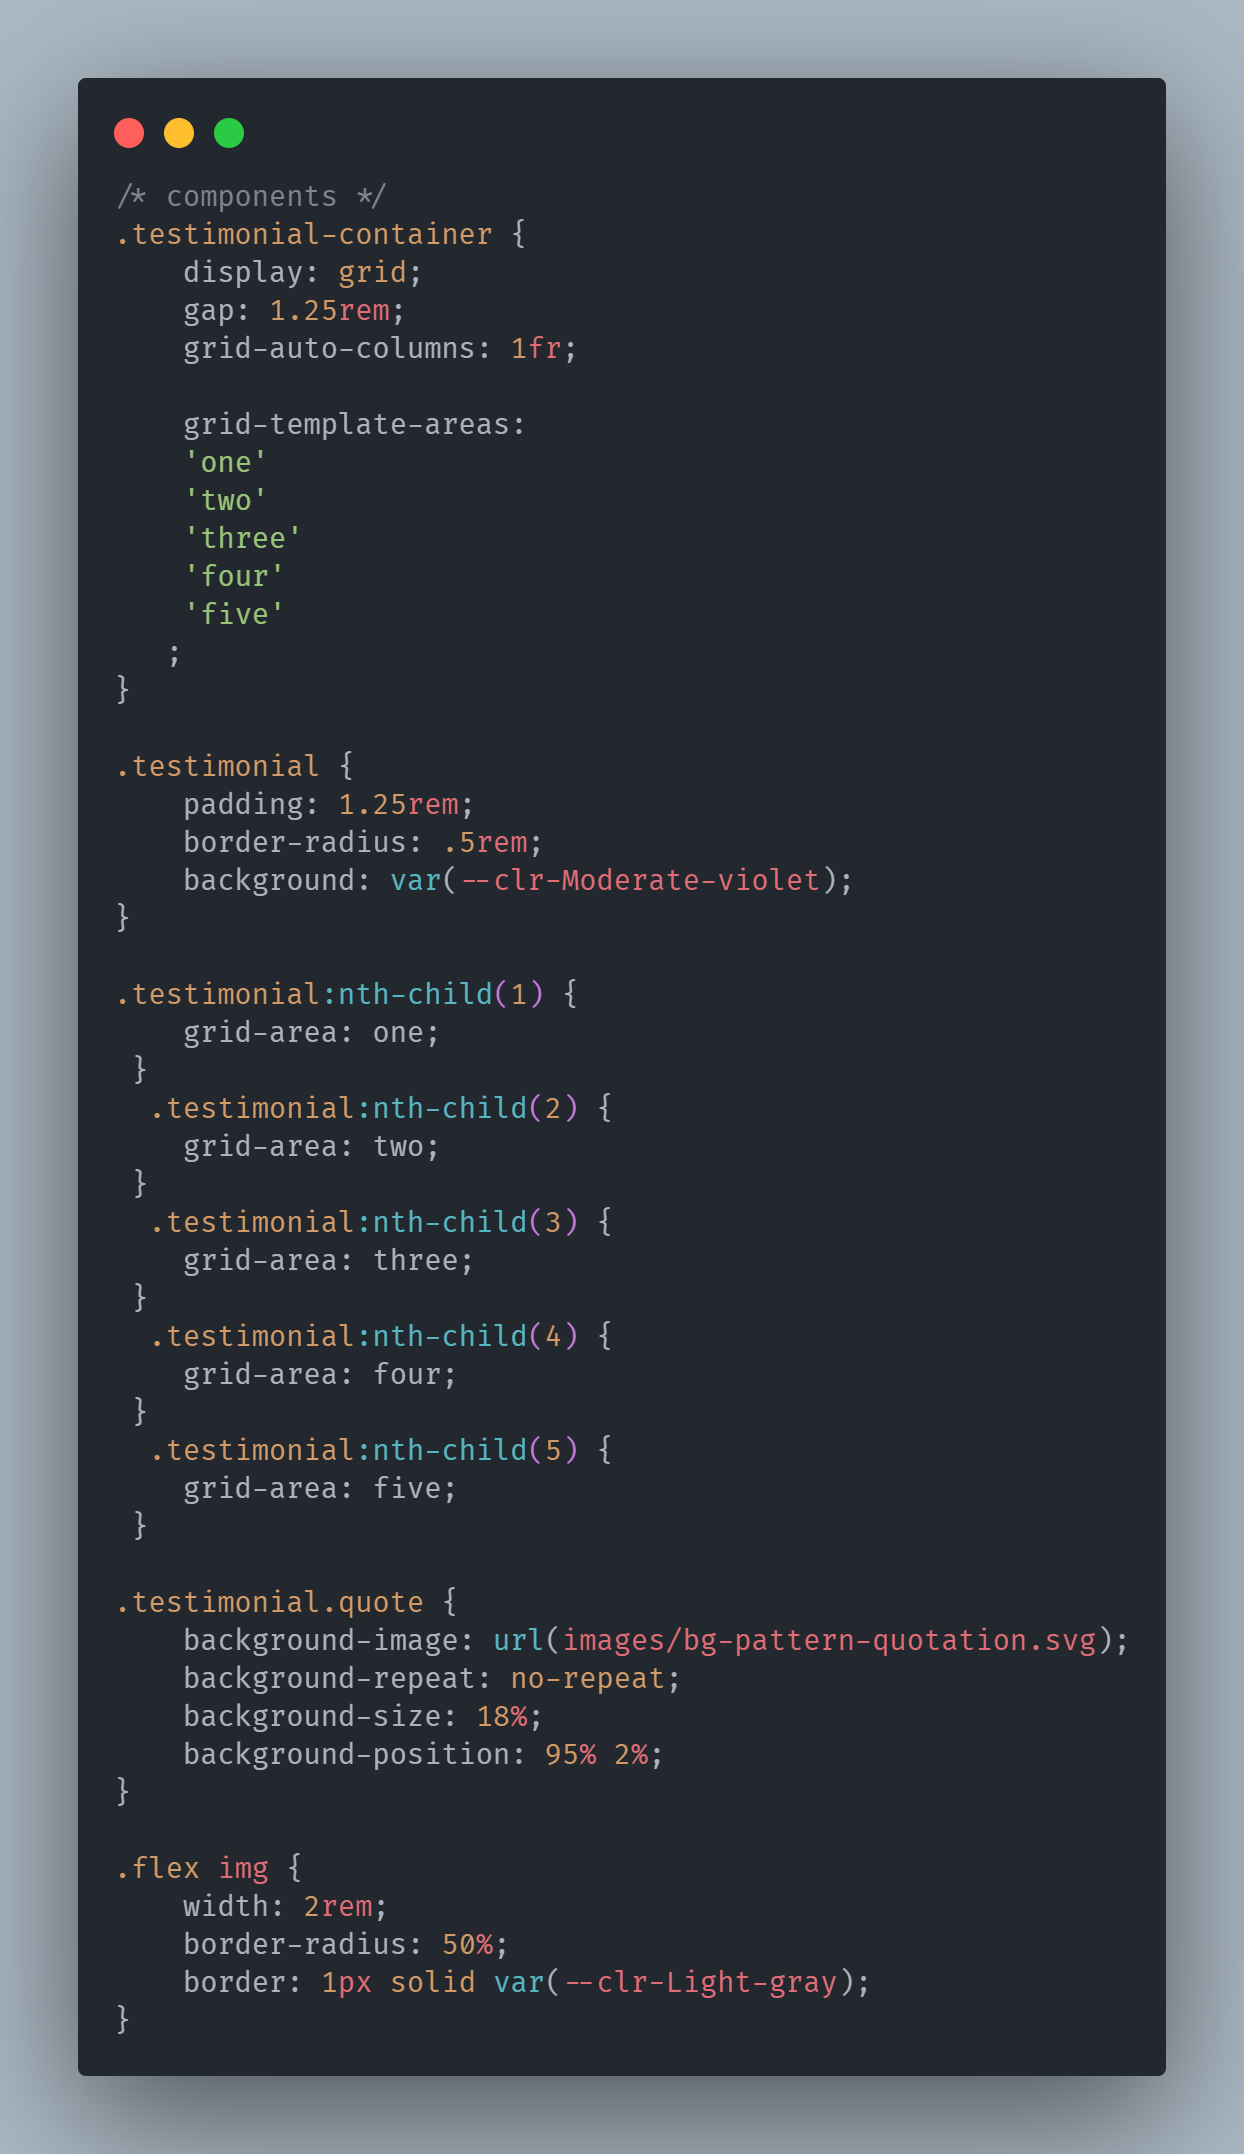 /* components */
.testimonial-container {
    display: grid;
    gap: 1.25rem;
    grid-auto-columns: 1fr;

    grid-template-areas:
    'one'
    'two'
    'three'
    'four'
    'five'
   ;
}

.testimonial {
    padding: 1.25rem;
    border-radius: .5rem;
    background: var(--clr-Moderate-violet);
}

.testimonial:nth-child(1) {
    grid-area: one;
 }
  .testimonial:nth-child(2) {
    grid-area: two;
 }
  .testimonial:nth-child(3) {
    grid-area: three;
 }
  .testimonial:nth-child(4) {
    grid-area: four;
 }
  .testimonial:nth-child(5) {
    grid-area: five;
 }

.testimonial.quote {
    background-image: url(images/bg-pattern-quotation.svg);
    background-repeat: no-repeat;
    background-size: 18%;
    background-position: 95% 2%;
}

.flex img {
    width: 2rem;
    border-radius: 50%;
    border: 1px solid var(--clr-Light-gray);
}